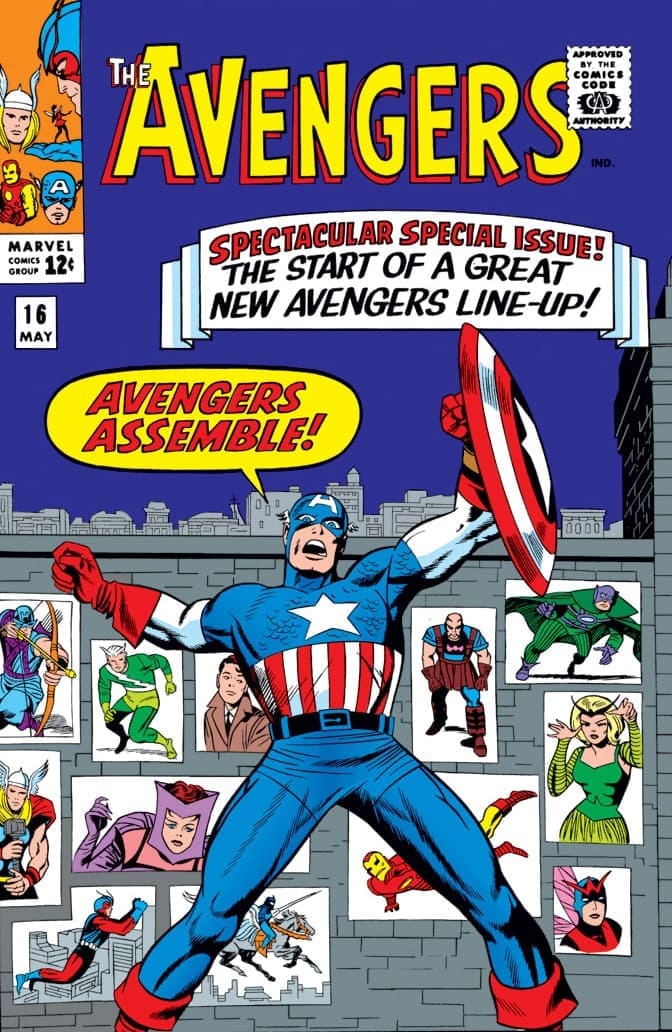 THE
AVENGERS
IND.
APPROVED
BY THE
COMICS
CODE
CA
AUTHORITY
MARVEL
COMICS
GROUP 12¢
16
MAY
SPECTACULAR SPECIAL ISSUE!
THE START OF A GREAT
NEW AVENGERS LINE-UP!
AVENGERS
ASSEMBLE!
A
A